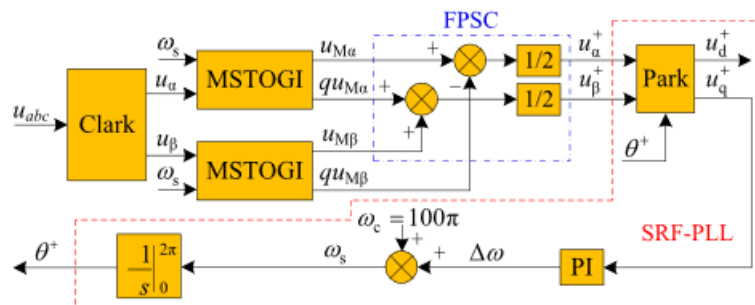 FPSC
ω_s u_Mα + u_α^+ u_d^+
MSTOGI 1/2
u_α qu_Mα + − u_β^+ Park u_q^+
u_abc Clark 1/2
u_β u_Mβ + θ^+
MSTOGI
ω_s qu_Mβ
ω_c = 100π SRF-PLL
θ^+ 1/s |_0^2π ω_s + + Δω PI